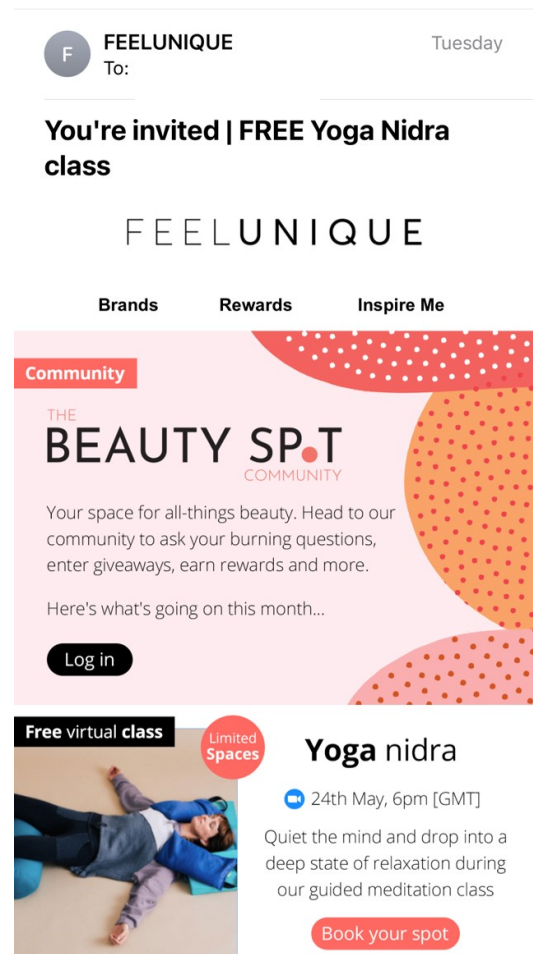 F
FEELUNIQUE
Tuesday
To:
You're invited | FREE Yoga Nidra
class
FEELUNIQUE
Brands Rewards Inspire Me
Community
THE
BEAUTY SPOT
COMMUNITY
Your space for all-things beauty. Head to our
community to ask your burning questions,
enter giveaways, earn rewards and more.
Here's what's going on this month...
Log in
Free virtual class
Limited
Spaces
Yoga nidra
24th May, 6pm [GMT]
Quiet the mind and drop into a
deep state of relaxation during
our guided meditation class
Book your spot